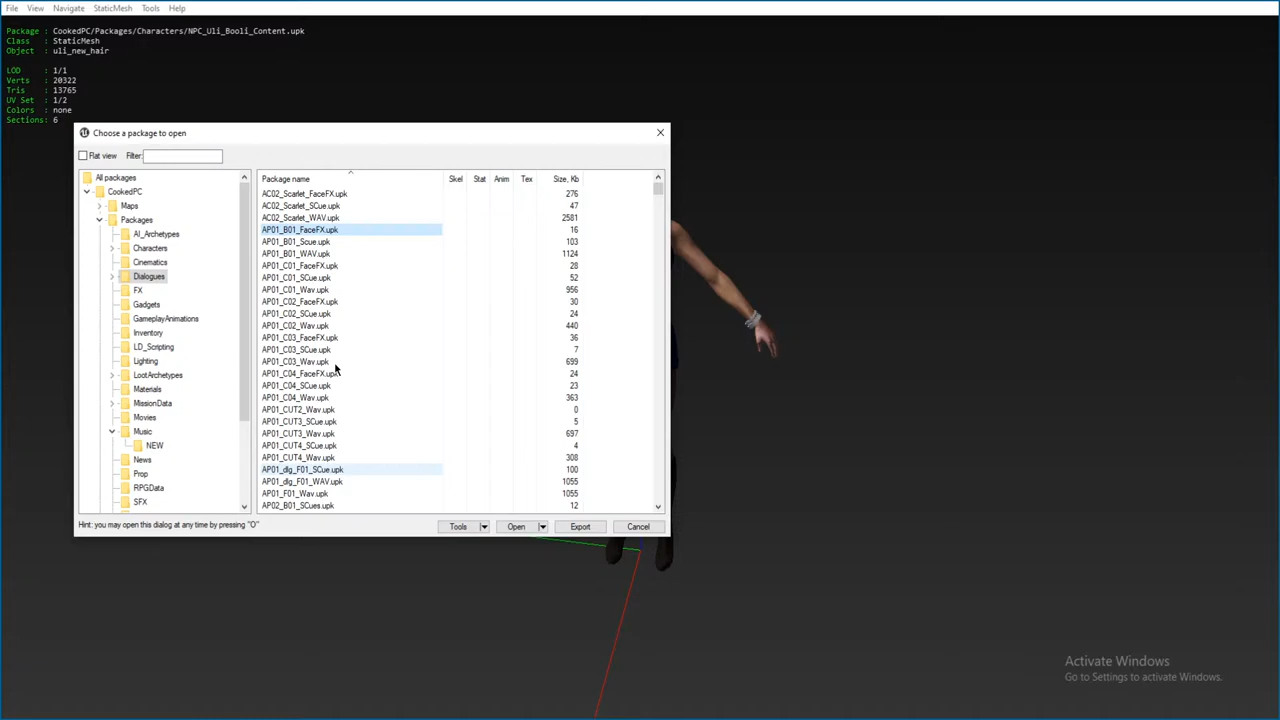 File View Navigate StaticMesh Tools Help
Package : CookedPC/Packages/Characters/NPC_Uli_Booli_Content.upk
Class : StaticMesh
Object : uli_new_hair
LOD : 1/1
Verts : 20322
Tris : 13765
UV Set : 1/2
Colors : none
Sections: 6
Choose a package to open
Flat view Filter:
All packages
CookedPC
Maps
Packages
AI_Archetypes
Characters
Cinematics
Dialogues
FX
Gadgets
GameplayAnimations
Inventory
LD_Scripting
Lighting
LootArchetypes
Materials
MissionData
Movies
Music
NEW
News
Prop
RPGData
SFX
Package name Skel Stat Anim Tex Size, Kb
AC02_Scarlet_FaceFX.upk 276
AC02_Scarlet_SCue.upk 47
AC02_Scarlet_WAV.upk 2581
AP01_B01_FaceFX.upk 16
AP01_B01_Scue.upk 103
AP01_B01_WAV.upk 1124
AP01_C01_FaceFX.upk 28
AP01_C01_SCue.upk 52
AP01_C01_Wav.upk 956
AP01_C02_FaceFX.upk 30
AP01_C02_SCue.upk 24
AP01_C02_Wav.upk 440
AP01_C03_FaceFX.upk 36
AP01_C03_SCue.upk 7
AP01_C03_Wav.upk 699
AP01_C04_FaceFX.upk 24
AP01_C04_SCue.upk 23
AP01_C04_Wav.upk 363
AP01_CUT2_Wav.upk 0
AP01_CUT3_SCue.upk 5
AP01_CUT3_Wav.upk 697
AP01_CUT4_SCue.upk 4
AP01_CUT4_Wav.upk 308
AP01_dlg_F01_SCue.upk 100
AP01_dlg_F01_WAV.upk 1055
AP01_F01_Wav.upk 1055
AP02_B01_SCues.upk 12
Hint: you may open this dialog at any time by pressing "O"
Tools Open Export Cancel
Activate Windows
Go to Settings to activate Windows.